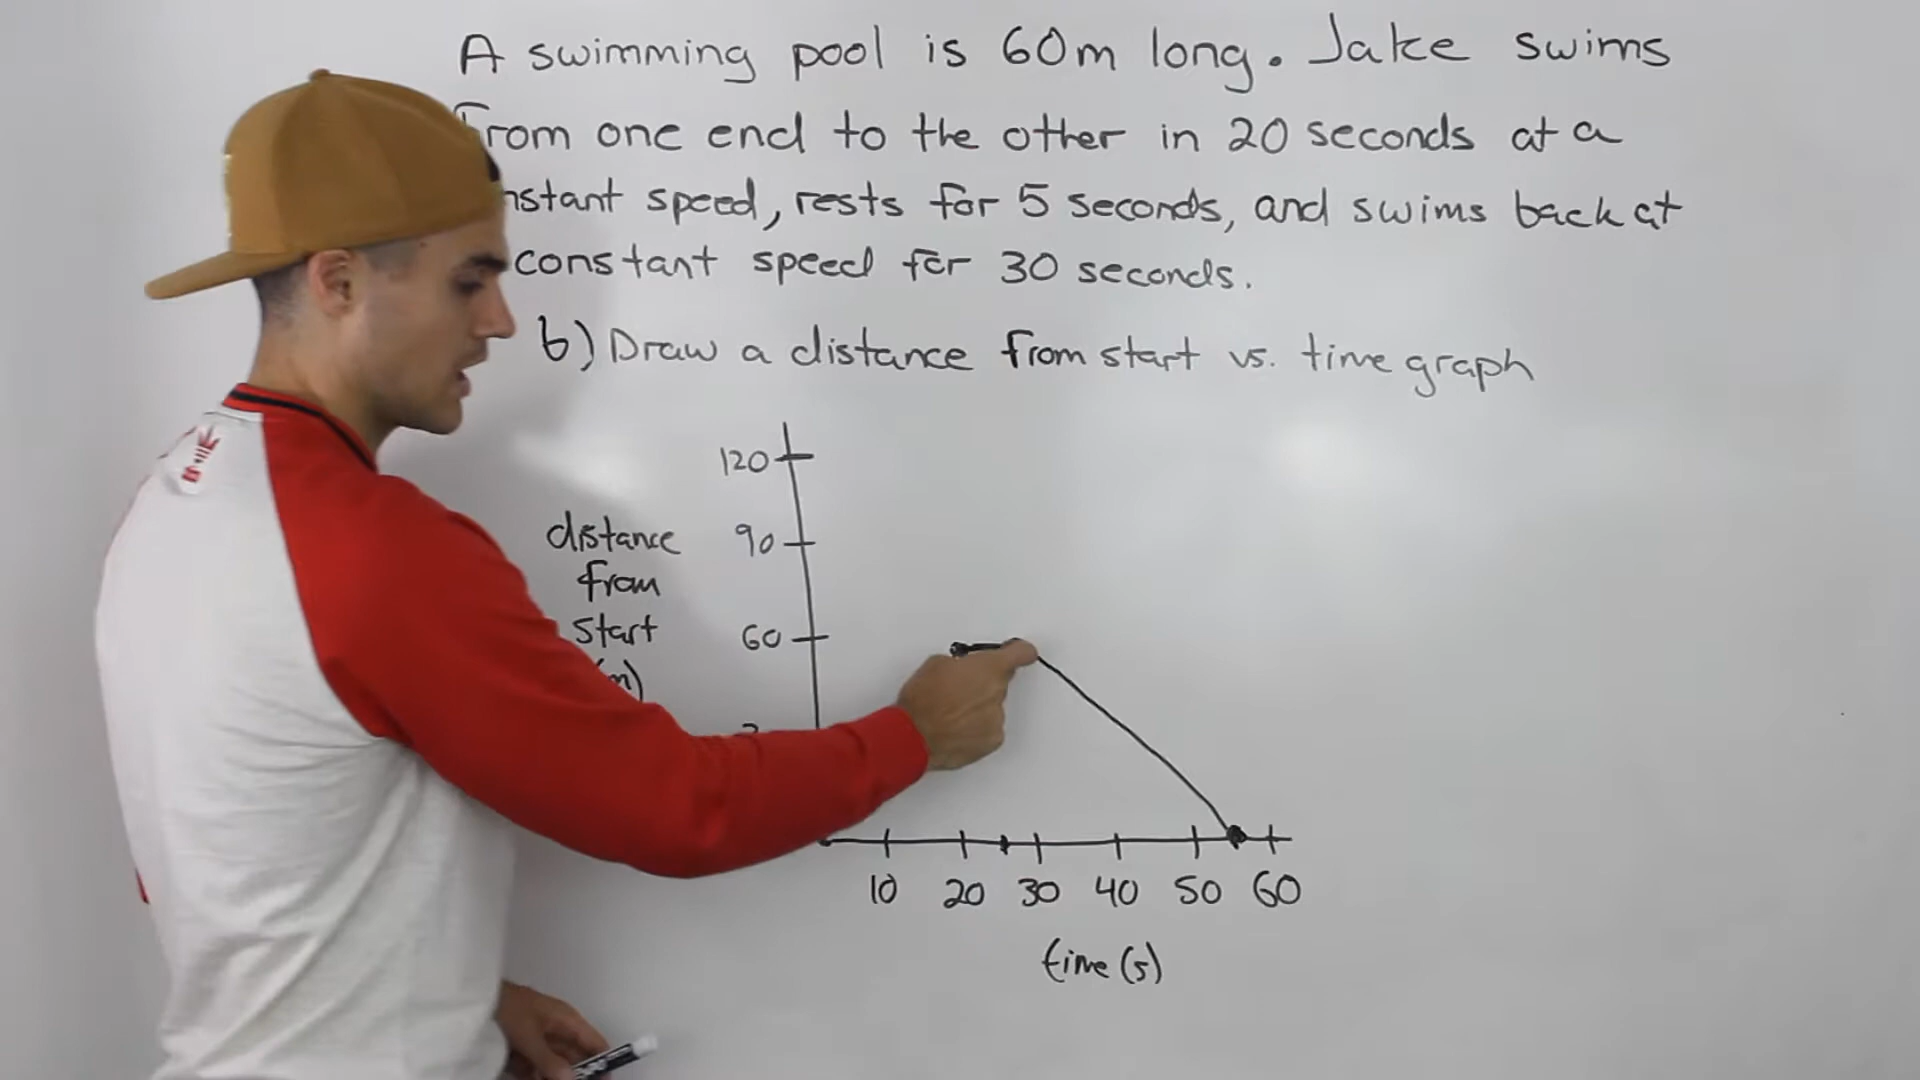 A swimming pool is 60m long. Jake swims
From one end to the other in 20 seconds at a
nstant speed, rests for 5 seconds, and swims back at
constant speed for 30 seconds.
b) Draw a distance from start vs. time graph
120
distance 90
from
start 60
(m)
10 20 30 40 50 60
time (s)